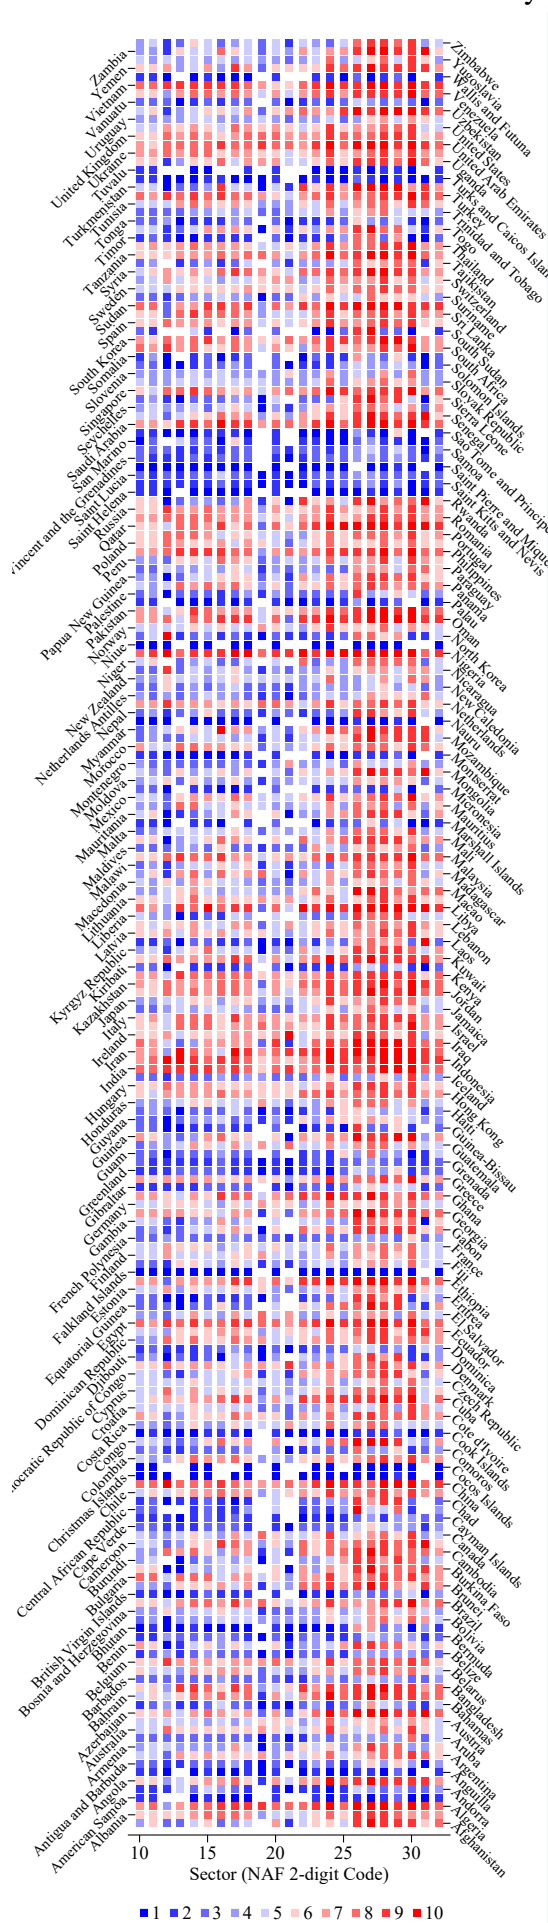 Zambia
Yemen
Vietnam
Vanuatu
Uruguay
United Kingdom
Ukraine
Tuvalu
Turkmenistan
Tunisia
Tonga
Timor
Tanzania
Syria
Sweden
Sudan
Spain
South Korea
Somalia
Slovenia
Singapore
Seychelles
Saudi Arabia
San Marino
Vincent and the Grenadines
Saint Lucia
Saint Helena
Russia
Qatar
Poland
Peru
Papua New Guinea
Palestine
Pakistan
Norway
Niue
Niger
New Zealand
Netherlands Antilles
Nepal
Myanmar
Morocco
Montenegro
Moldova
Mexico
Mauritania
Malta
Maldives
Malawi
Macedonia
Lithuania
Liberia
Latvia
Kyrgyz Republic
Kiribati
Kazakhstan
Japan
Italy
Ireland
Iran
India
Hungary
Honduras
Guyana
Guinea
Guam
Greenland
Gibraltar
Germany
Gambia
French Polynesia
Finland
Falkland Islands
Estonia
Equatorial Guinea
Egypt
Dominican Republic
Djibouti
ocratic Republic of Congo
Cyprus
Croatia
Costa Rica
Congo
Colombia
Christmas Islands
Chile
Central African Republic
Cape Verde
Cameroon
Burundi
Bulgaria
British Virgin Islands
Bosnia and Herzegovina
Bhutan
Benin
Belgium
Barbados
Bahrain
Azerbaijan
Australia
Armenia
Antigua and Barbuda
Angola
American Samoa
Albania
Zimbabwe
Yugoslavia
Wallis and Futuna
Venezuela
Uzbekistan
United States
United Arab Emirates
Uganda
Turks and Caicos Islan
Turkey
Trinidad and Tobago
Togo
Thailand
Tajikistan
Switzerland
Suriname
Sri Lanka
South Sudan
South Africa
Solomon Islands
Slovak Republic
Sierra Leone
Senegal
Sao Tome and Principe
Samoa
Saint Pierre and Mique
Saint Kitts and Nevis
Rwanda
Romania
Portugal
Philippines
Paraguay
Panama
Palau
Oman
North Korea
Nigeria
Nicaragua
New Caledonia
Netherlands
Nauru
Mozambique
Montserrat
Mongolia
Micronesia
Mauritius
Marshall Islands
Mali
Malaysia
Madagascar
Macao
Libya
Lebanon
Laos
Kuwait
Kenya
Jordan
Jamaica
Israel
Iraq
Indonesia
Iceland
Hong Kong
Haiti
Guinea-Bissau
Guatemala
Grenada
Greece
Ghana
Georgia
Gabon
France
Fiji
Ethiopia
Eritrea
El Salvador
Ecuador
Dominica
Denmark
Czech Republic
Cuba
Cote d'Ivoire
Cook Islands
Comoros
Cocos Islands
China
Chad
Cayman Islands
Canada
Cambodia
Burkina Faso
Brunei
Brazil
Bolivia
Bermuda
Belize
Belarus
Bangladesh
Bahamas
Austria
Aruba
Argentina
Anguilla
Andorra
Algeria
Afghanistan
10 15 20 25 30
Sector (NAF 2-digit Code)
1 2 3 4 5 6 7 8 9 10